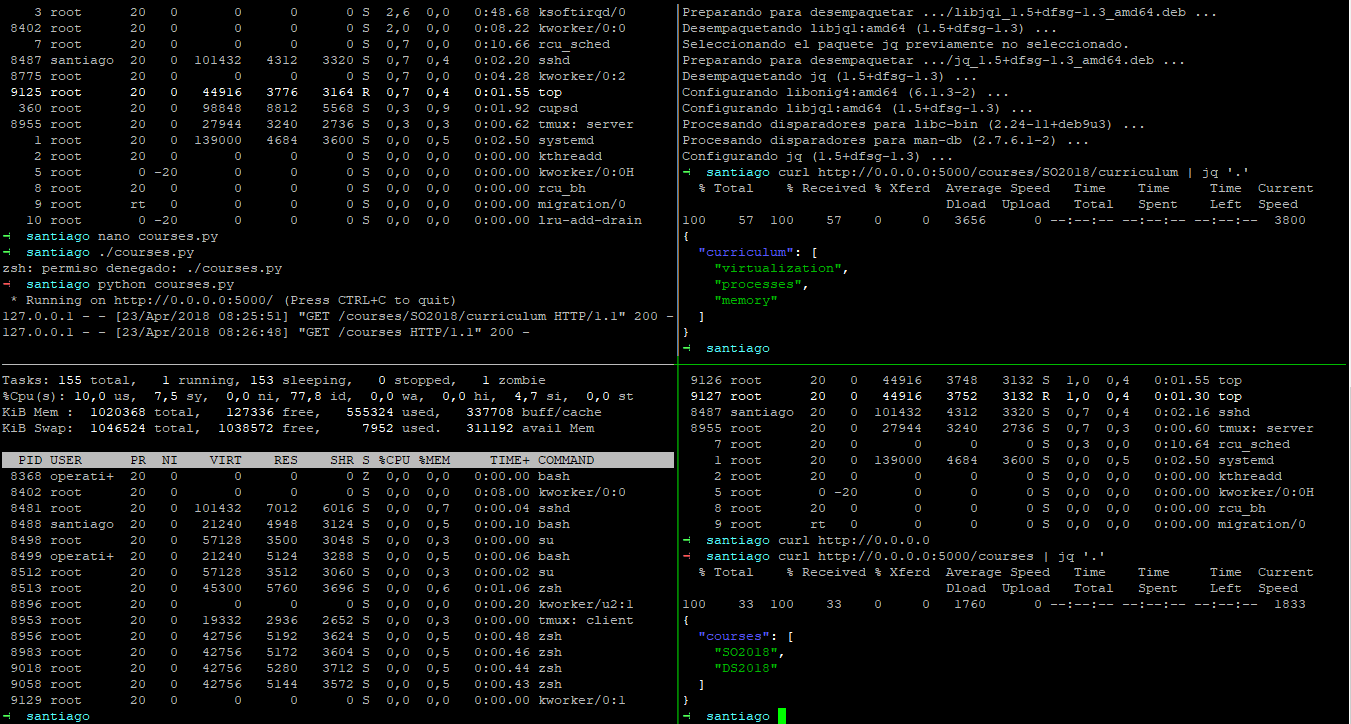 3 root 20 0 0 0 0 S 2,6 0,0 0:48.68 ksoftirqd/0
8402 root 20 0 0 0 0 S 2,0 0,0 0:08.22 kworker/0:0
7 root 20 0 0 0 0 S 0,7 0,0 0:10.66 rcu_sched
8487 santiago 20 0 101432 4312 3320 S 0,7 0,4 0:02.20 sshd
8775 root 20 0 0 0 0 S 0,7 0,0 0:04.28 kworker/0:2
9125 root 20 0 44916 3776 3164 R 0,7 0,4 0:01.55 top
360 root 20 0 98848 8812 5568 S 0,3 0,9 0:01.92 cupsd
8955 root 20 0 27944 3240 2736 S 0,3 0,3 0:00.62 tmux: server
1 root 20 0 139000 4684 3600 S 0,0 0,5 0:02.50 systemd
2 root 20 0 0 0 0 S 0,0 0,0 0:00.00 kthreadd
5 root 0 -20 0 0 0 S 0,0 0,0 0:00.00 kworker/0:0H
8 root 20 0 0 0 0 S 0,0 0,0 0:00.00 rcu_bh
9 root rt 0 0 0 0 S 0,0 0,0 0:00.00 migration/0
10 root 0 -20 0 0 0 S 0,0 0,0 0:00.00 lru-add-drain
santiago nano courses.py
santiago ./courses.py
zsh: permiso denegado: ./courses.py
santiago python courses.py
* Running on http://0.0.0.0:5000/ (Press CTRL+C to quit)
127.0.0.1 - - [23/Apr/2018 08:25:51] "GET /courses/SO2018/curriculum HTTP/1.1" 200 -
127.0.0.1 - - [23/Apr/2018 08:26:48] "GET /courses HTTP/1.1" 200 -
Preparando para desempaquetar .../libjq1_1.5+dfsg-1.3_amd64.deb ...
Desempaquetando libjq1:amd64 (1.5+dfsg-1.3) ...
Seleccionando el paquete jq previamente no seleccionado.
Preparando para desempaquetar .../jq_1.5+dfsg-1.3_amd64.deb ...
Desempaquetando jq (1.5+dfsg-1.3) ...
Configurando libonig4:amd64 (6.1.3-2) ...
Configurando libjq1:amd64 (1.5+dfsg-1.3) ...
Procesando disparadores para libc-bin (2.24-11+deb9u3) ...
Procesando disparadores para man-db (2.7.6.1-2) ...
Configurando jq (1.5+dfsg-1.3) ...
santiago curl http://0.0.0.0:5000/courses/SO2018/curriculum | jq '.'
% Total % Received % Xferd Average Speed Time Time Time Current
Dload Upload Total Spent Left Speed
100 57 100 57 0 0 3656 0 --:--:-- --:--:-- --:--:-- 3800
{
"curriculum": [
"virtualization",
"processes",
"memory"
]
}
santiago
Tasks: 155 total, 1 running, 153 sleeping, 0 stopped, 1 zombie
%Cpu(s): 10,0 us, 7,5 sy, 0,0 ni, 77,8 id, 0,0 wa, 0,0 hi, 4,7 si, 0,0 st
KiB Mem : 1020368 total, 127336 free, 555324 used, 337708 buff/cache
KiB Swap: 1046524 total, 1038572 free, 7952 used. 311192 avail Mem
PID USER PR NI VIRT RES SHR S %CPU %MEM TIME+ COMMAND
8368 operati+ 20 0 0 0 0 Z 0,0 0,0 0:00.00 bash
8402 root 20 0 0 0 0 S 0,0 0,0 0:08.00 kworker/0:0
8481 root 20 0 101432 7012 6016 S 0,0 0,7 0:00.04 sshd
8488 santiago 20 0 21240 4948 3124 S 0,0 0,5 0:00.10 bash
8498 root 20 0 57128 3500 3048 S 0,0 0,3 0:00.00 su
8499 operati+ 20 0 21240 5124 3288 S 0,0 0,5 0:00.06 bash
8512 root 20 0 57128 3512 3060 S 0,0 0,3 0:00.02 su
8513 root 20 0 45300 5760 3696 S 0,0 0,6 0:01.06 zsh
8896 root 20 0 0 0 0 S 0,0 0,0 0:00.20 kworker/u2:1
8953 root 20 0 19332 2936 2652 S 0,0 0,3 0:00.00 tmux: client
8956 root 20 0 42756 5192 3624 S 0,0 0,5 0:00.48 zsh
8983 root 20 0 42756 5172 3604 S 0,0 0,5 0:00.46 zsh
9018 root 20 0 42756 5280 3712 S 0,0 0,5 0:00.44 zsh
9058 root 20 0 42756 5144 3572 S 0,0 0,5 0:00.43 zsh
9129 root 20 0 0 0 0 S 0,0 0,0 0:00.00 kworker/0:1
santiago
9126 root 20 0 44916 3748 3132 S 1,0 0,4 0:01.55 top
9127 root 20 0 44916 3752 3132 R 1,0 0,4 0:01.30 top
8487 santiago 20 0 101432 4312 3320 S 0,7 0,4 0:02.16 sshd
8955 root 20 0 27944 3240 2736 S 0,7 0,3 0:00.60 tmux: server
7 root 20 0 0 0 0 S 0,3 0,0 0:10.64 rcu_sched
1 root 20 0 139000 4684 3600 S 0,0 0,5 0:02.50 systemd
2 root 20 0 0 0 0 S 0,0 0,0 0:00.00 kthreadd
5 root 0 -20 0 0 0 S 0,0 0,0 0:00.00 kworker/0:0H
8 root 20 0 0 0 0 S 0,0 0,0 0:00.00 rcu_bh
9 root rt 0 0 0 0 S 0,0 0,0 0:00.00 migration/0
santiago curl http://0.0.0.0
santiago curl http://0.0.0.0:5000/courses | jq '.'
% Total % Received % Xferd Average Speed Time Time Time Current
Dload Upload Total Spent Left Speed
100 33 100 33 0 0 1760 0 --:--:-- --:--:-- --:--:-- 1833
{
"courses": [
"SO2018",
"DS2018"
]
}
santiago